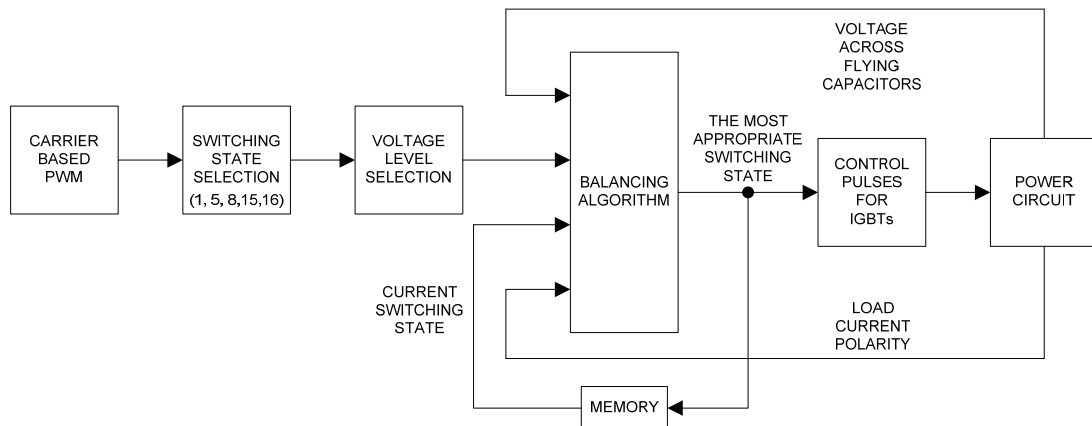 CARRIER
BASED
PWM
SWITCHING
STATE
SELECTION
(1, 5, 8,15,16)
VOLTAGE
LEVEL
SELECTION
BALANCING
ALGORITHM
VOLTAGE
ACROSS
FLYING
CAPACITORS
THE MOST
APPROPRIATE
SWITCHING
STATE
CONTROL
PULSES
FOR
IGBTs
POWER
CIRCUIT
CURRENT
SWITCHING
STATE
LOAD
CURRENT
POLARITY
MEMORY